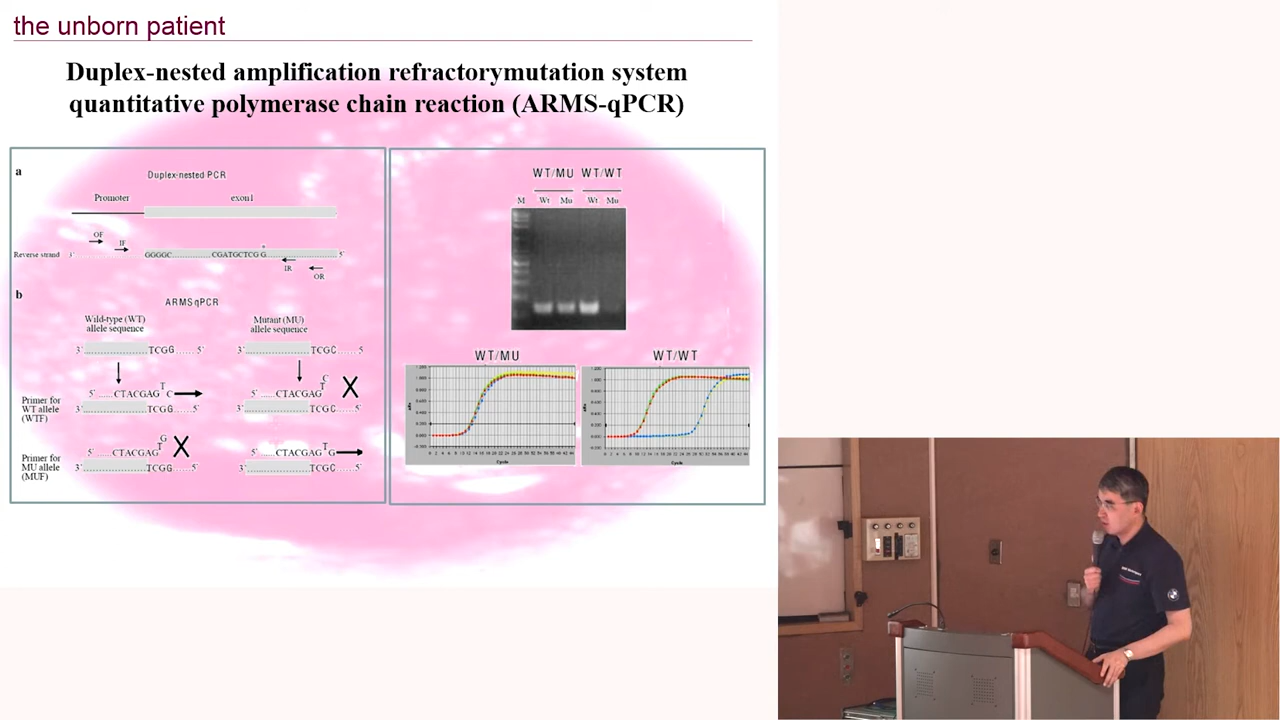 the unborn patient
Duplex-nested amplification refractorymutation system
quantitative polymerase chain reaction (ARMS-qPCR)
a
Duplex-nested PCR
Promoter
exon1
OF
IF
Reverse strand
3'
GGGGC
CGATGCTCG G
*
5'
IR
OR
b
ARMS qPCR
Wild-type (WT)
allele sequence
Mutant (MU)
allele sequence
3' TCGG ...... 5'
3' TCGC ...... 5'
Primer for
WT allele
(WTF)
5' ...... CTACGAG T C
3' TCGG 5'
5' CTACGAG T C
X
3' TCGC 5'
Primer for
MU allele
(MUF)
5' ...... CTACGAG T G
X
3' TCGG 5'
5' ...... CTACGAG T G
3' TCGC 5'
WT/MU WT/WT
M Wt Mu Wt Mu
WT/MU
WT/WT
Cycle
Cycle